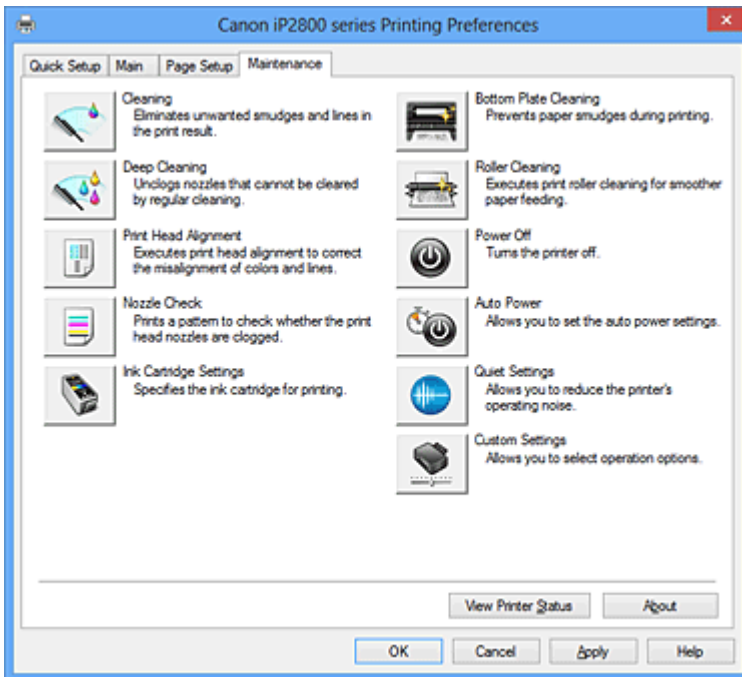 Canon iP2800 series Printing Preferences
Quick Setup Main Page Setup Maintenance
Cleaning
Eliminates unwanted smudges and lines in
the print result.
Deep Cleaning
Unclogs nozzles that cannot be cleared
by regular cleaning.
Print Head Alignment
Executes print head alignment to correct
the misalignment of colors and lines.
Nozzle Check
Prints a pattern to check whether the print
head nozzles are clogged.
Ink Cartridge Settings
Specifies the ink cartridge for printing.
Bottom Plate Cleaning
Prevents paper smudges during printing.
Roller Cleaning
Executes print roller cleaning for smoother
paper feeding.
Power Off
Turns the printer off.
Auto Power
Allows you to set the auto power settings.
Quiet Settings
Allows you to reduce the printer's
operating noise.
Custom Settings
Allows you to select operation options.
View Printer Status About
OK Cancel Apply Help